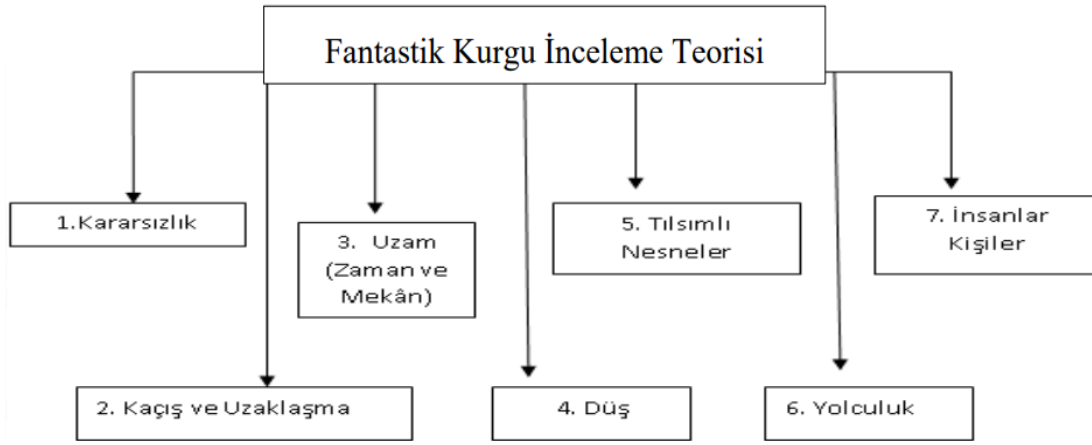 Fantastik Kurgu İnceleme Teorisi
1.Kararsızlık
2. Kaçış ve Uzaklaşma
3. Uzam
(Zaman ve
Mekân)
4. Düş
5. Tılsımlı
Nesneler
6. Yolculuk
7. İnsanlar
Kişiler